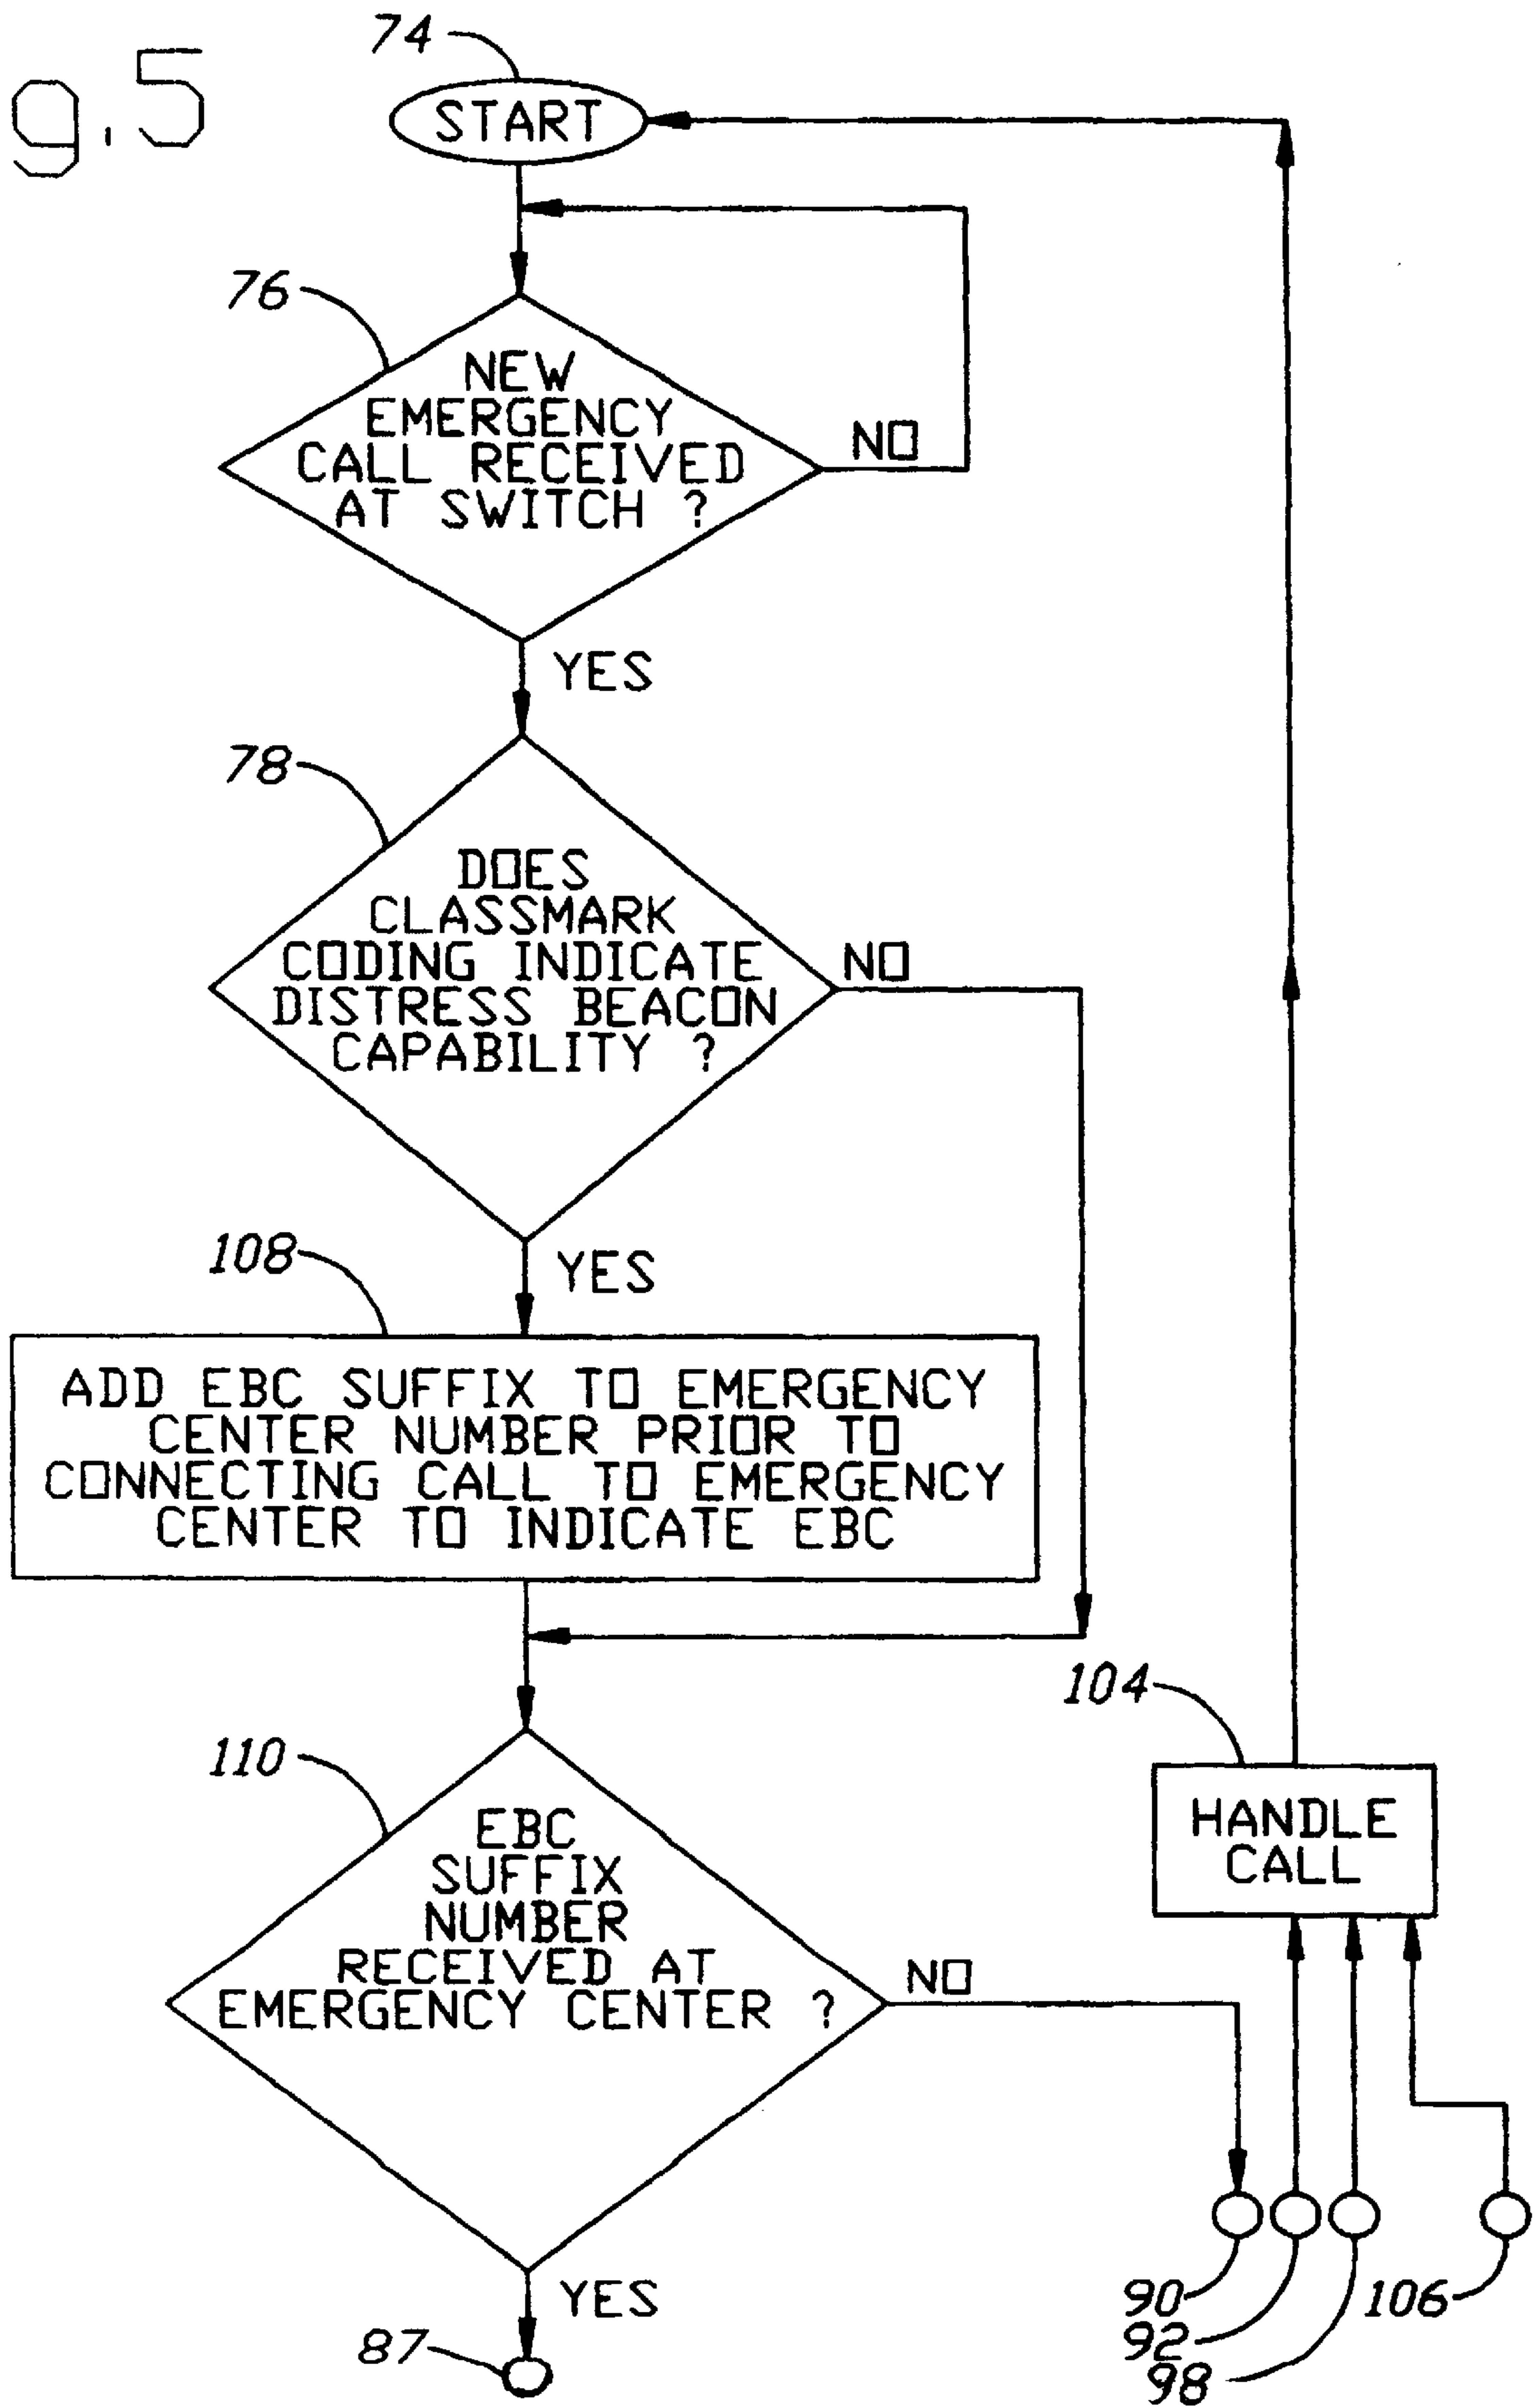 g.5
74
START
76
NEW
EMERGENCY
CALL RECEIVED
AT SWITCH ?
NO
YES
78
DOES
CLASSMARK
CODING INDICATE
DISTRESS BEACON
CAPABILITY ?
NO
YES
108
ADD EBC SUFFIX TO EMERGENCY
CENTER NUMBER PRIOR TO
CONNECTING CALL TO EMERGENCY
CENTER TO INDICATE EBC
104
HANDLE
CALL
110
EBC
SUFFIX
NUMBER
RECEIVED AT
EMERGENCY CENTER ?
NO
YES
87
90
92
98
106